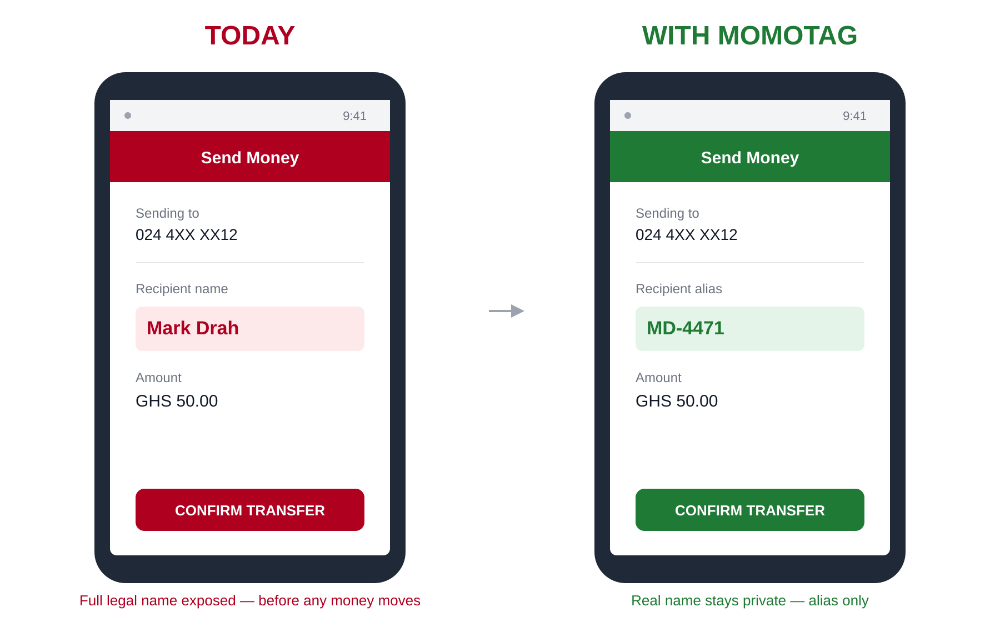 TODAY
9:41
Send Money
Sending to
024 4XX XX12
Recipient name
Mark Drah
Amount
GHS 50.00
CONFIRM TRANSFER
Full legal name exposed — before any money moves
WITH MOMOTAG
9:41
Send Money
Sending to
024 4XX XX12
Recipient alias
MD-4471
Amount
GHS 50.00
CONFIRM TRANSFER
Real name stays private — alias only